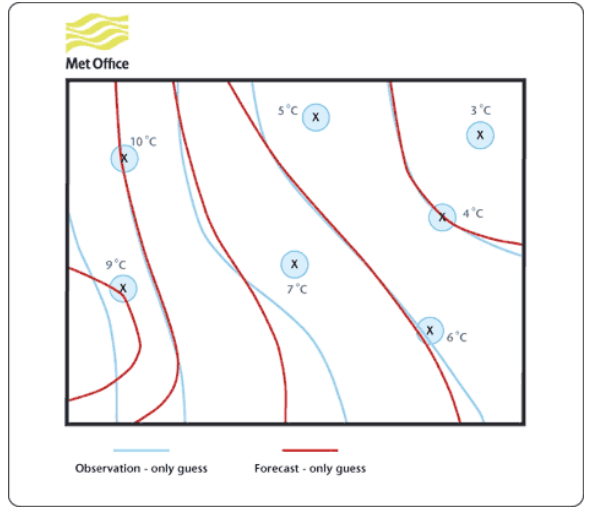 Met Office
5°C
3°C
10°C
X
X
X
X
4°C
9°C
X
X
7°C
X
6°C
Observation - only guess
Forecast - only guess